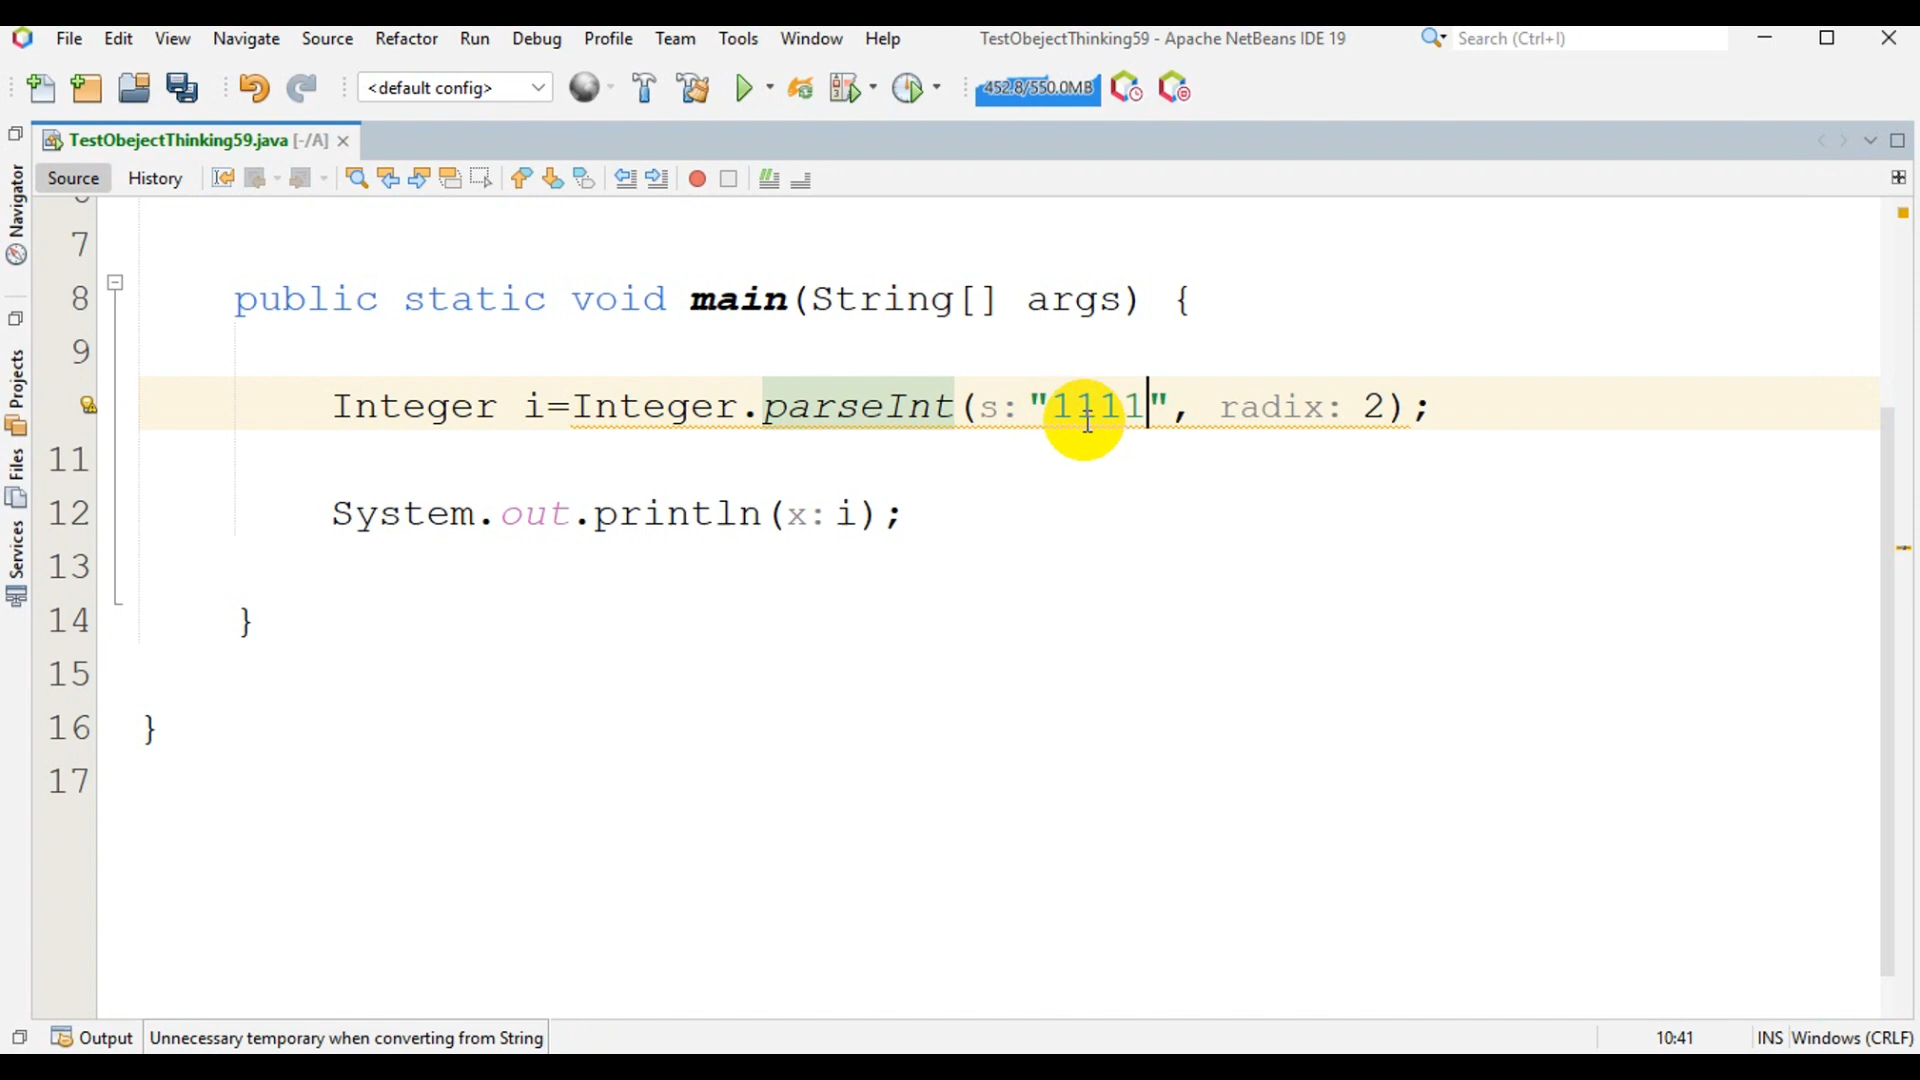 File Edit View Navigate Source Refactor Run Debug Profile Team Tools Window Help TestObejectThinking59 - Apache NetBeans IDE 19 Search (Ctrl+I)
<default config> 452.8/550.0MB
TestObejectThinking59.java [-/A]
Source History
Navigator
Projects
Files
Services
7
8 public static void main(String[] args) {
9
Integer i=Integer.parseInt(s:"1111", radix: 2);
11
12 System.out.println(x:i);
13
14 }
15
16 }
17
Output Unnecessary temporary when converting from String 10:41 INS Windows (CRLF)